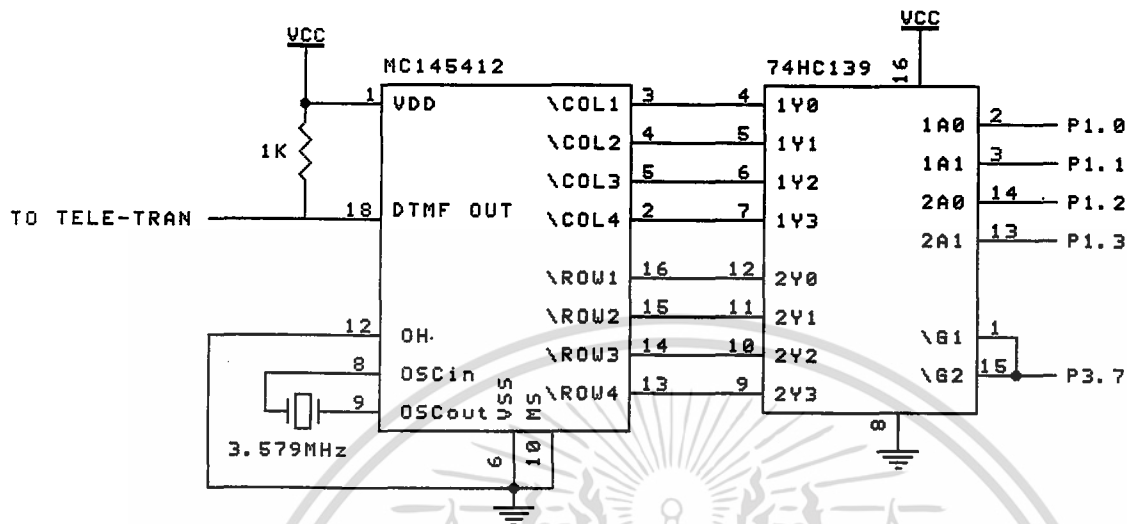 VCC
VCC
MC145412
74HC139
16
1 VDD
\COL1 3 4 1Y0
1A0 2 P1.0
\COL2 4 5 1Y1
1K
1A1 3 P1.1
\COL3 5 6 1Y2
2A0 14 P1.2
TO TELE-TRAN 18 DTMF OUT
\COL4 2 7 1Y3
2A1 13 P1.3
\ROW1 16 12 2Y0
\ROW2 15 11 2Y1
12 OH.
\G1 1
\ROW3 14 10 2Y2
8 OSCin
\G2 15 P3.7
\ROW4 13 9 2Y3
9 OSCout
VSS
MS
3.579MHz
6
10
8